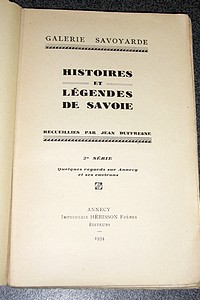 GALERIE SAVOYARDE
HISTOIRES
ET
LÉGENDES
DE SAVOIE
RECUEILLIES PAR JEAN DUFFRESNE
2e SÉRIE
Quelques regards sur Annecy
et ses environs
ANNECY
IMPRIMERIE HÉRISSON FRÈRES
ÉDITEURS
1934